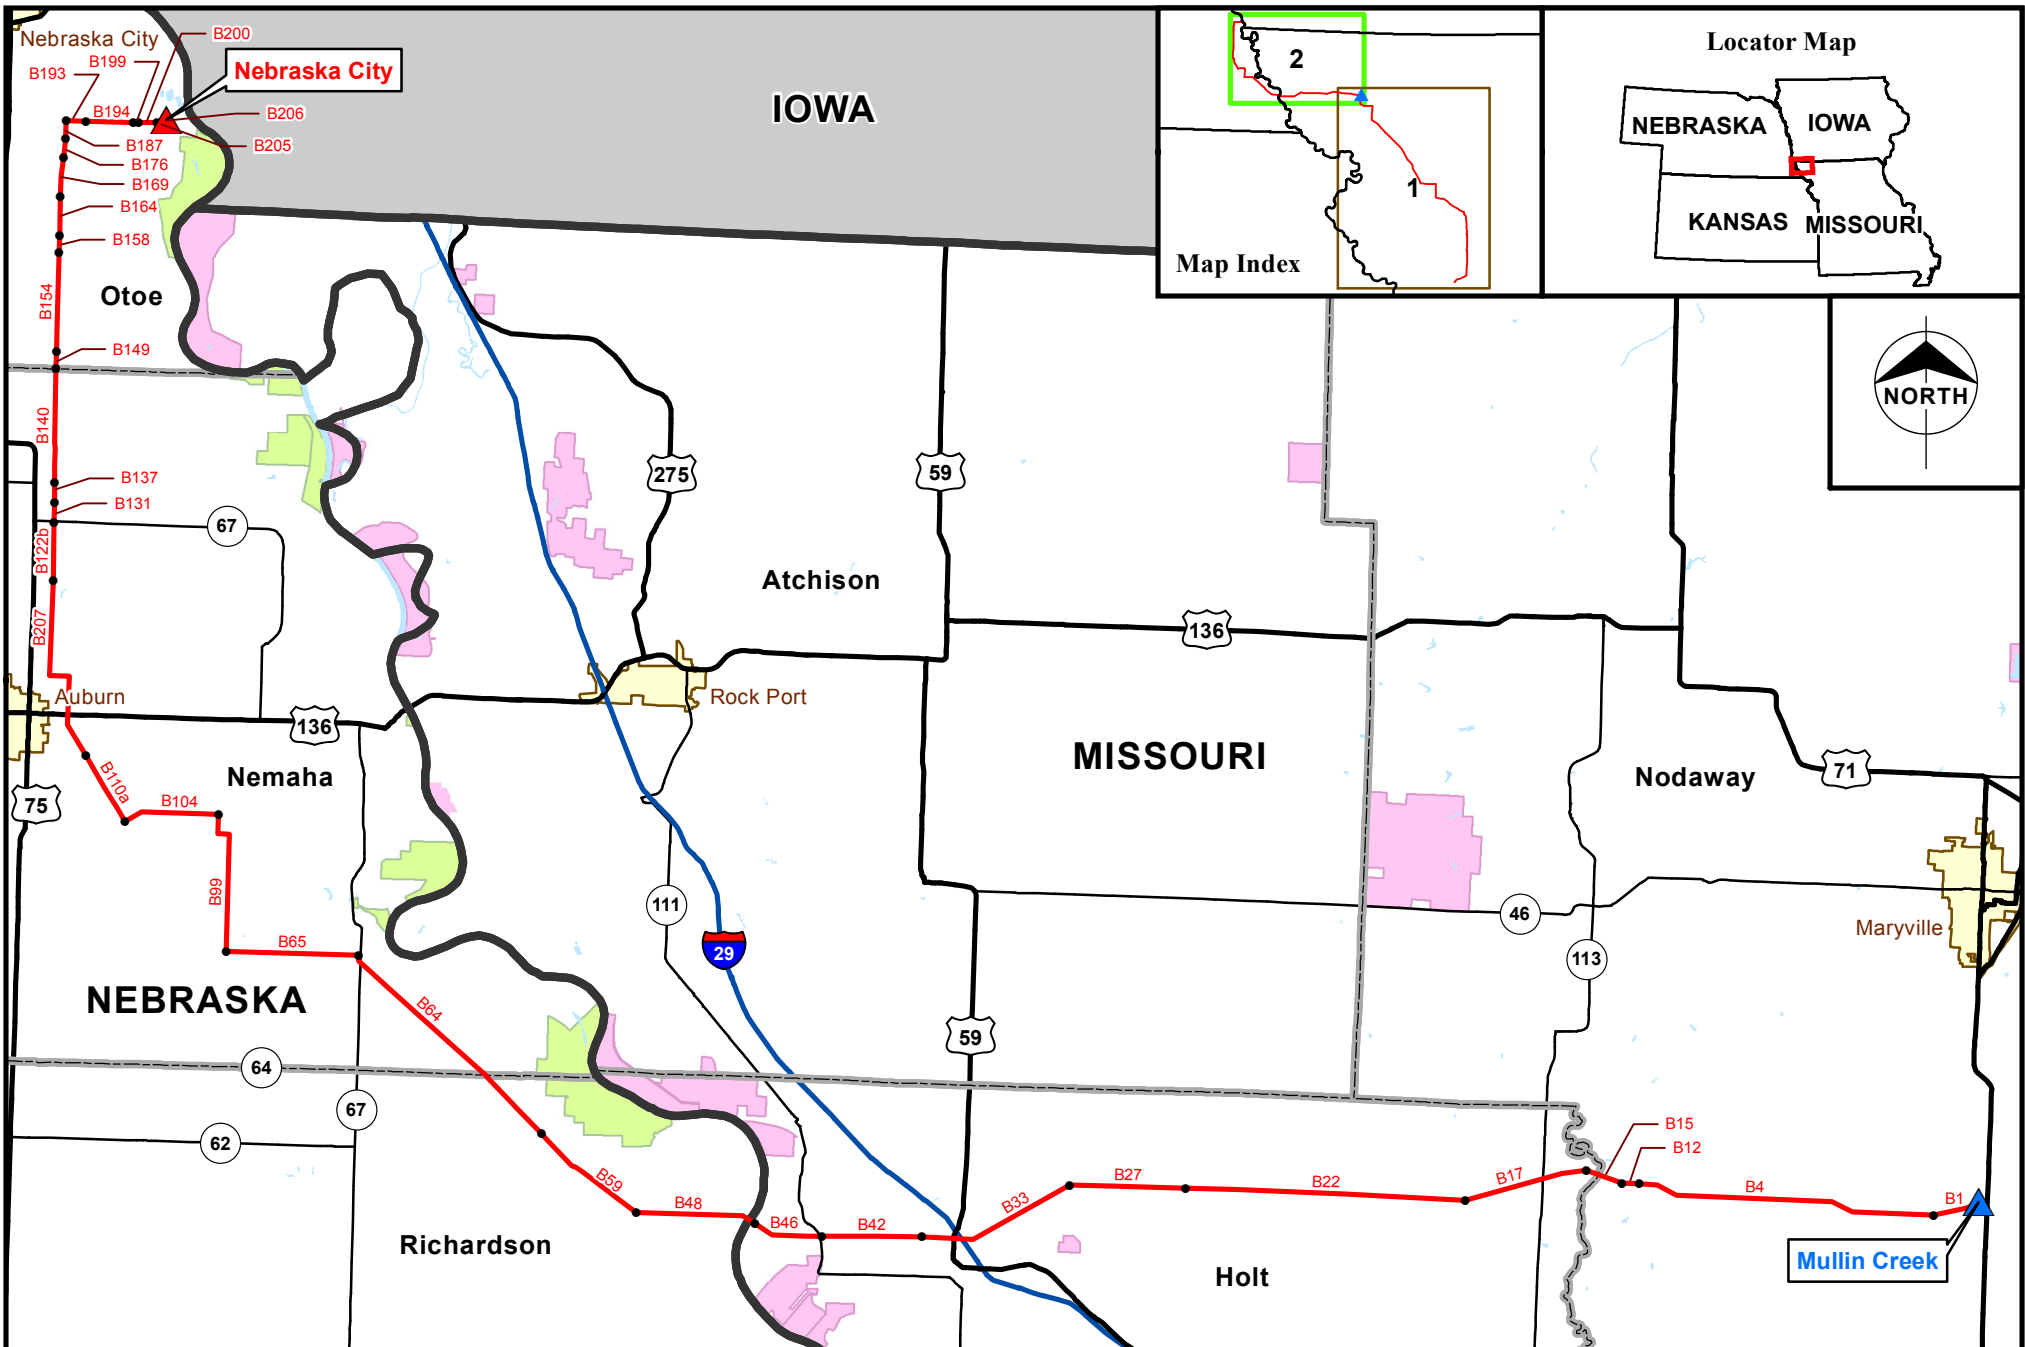 Nebraska City
B200
B199
B193
Nebraska City
B194
B206
B187
B205
B176
B169
B164
B158
B154
B149
B140
B137
B131
B122b
B207
IOWA
Otoe
Map Index
2
1
Locator Map
NEBRASKA
IOWA
KANSAS
MISSOURI
NORTH
275
59
67
Atchison
136
Auburn
Rock Port
136
MISSOURI
Nemaha
Nodaway
71
75
B110a
B104
B99
111
46
Maryville
B65
29
113
NEBRASKA
B64
59
64
67
62
B15
B12
B59
B48
B46
B42
B33
B27
B22
B17
B4
B1
Richardson
Holt
Mullin Creek